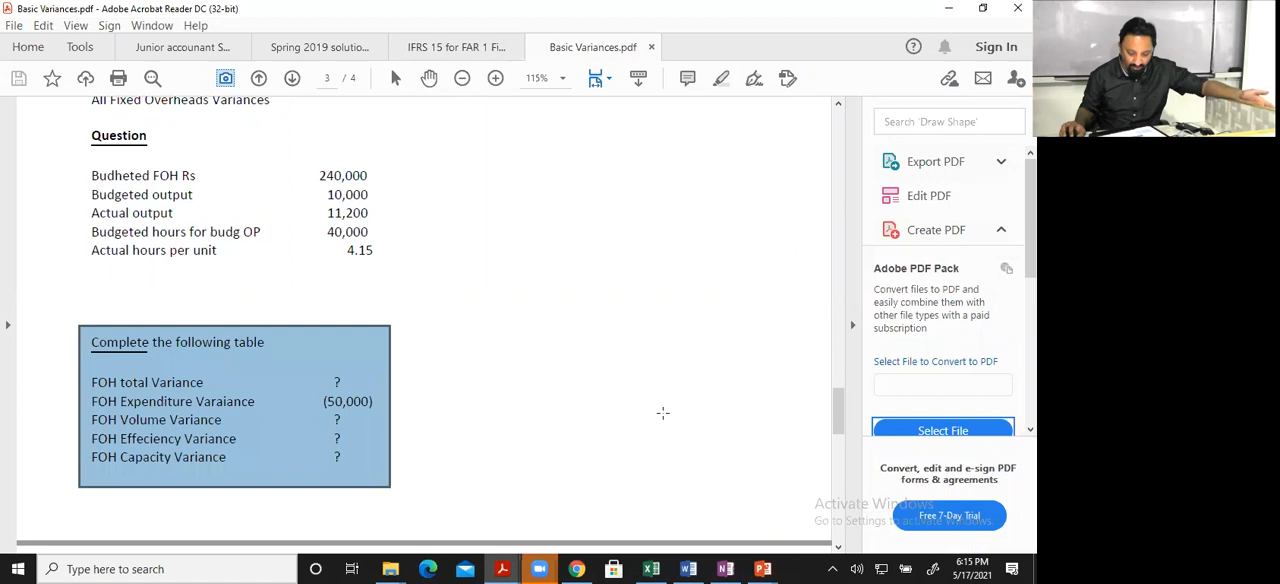 Basic Variances.pdf - Adobe Acrobat Reader DC (32-bit)
File Edit View Sign Window Help
Home Tools Junior accounant S... Spring 2019 solutio... IFRS 15 for FAR 1 Fi... Basic Variances.pdf × Sign In
3 / 4 115%
All Fixed Overheads Variances
Question
Budheted FOH Rs 240,000
Budgeted output 10,000
Actual output 11,200
Budgeted hours for budg OP 40,000
Actual hours per unit 4.15
Complete the following table
FOH total Variance ?
FOH Expenditure Varaiance (50,000)
FOH Volume Variance ?
FOH Effeciency Variance ?
FOH Capacity Variance ?
Search 'Draw Shape'
Export PDF
Edit PDF
Create PDF
Adobe PDF Pack
Convert files to PDF and
easily combine them with
other file types with a paid
subscription
Select File to Convert to PDF
Select File
Convert, edit and e-sign PDF
forms & agreements
Free 7-Day Trial
Activate Windows
Go to Settings to activate Windows.
Type here to search
6:15 PM
5/17/2021